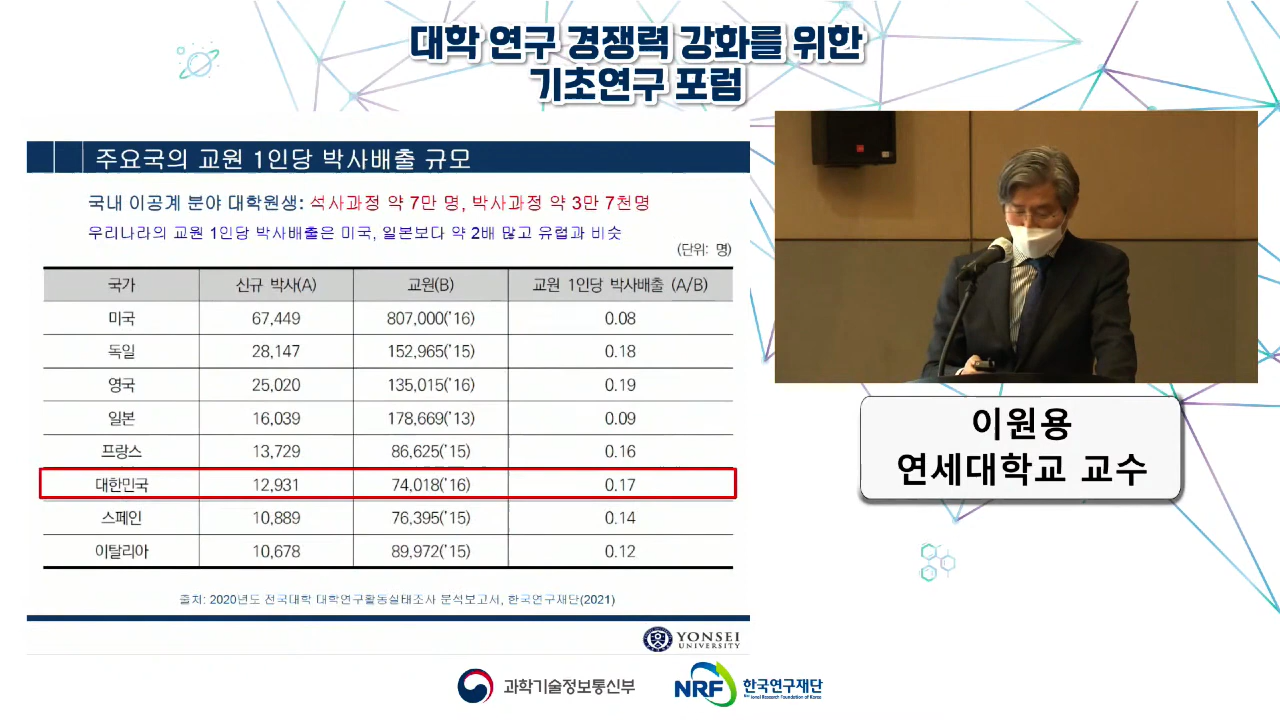 대학 연구 경쟁력 강화를 위한
기초연구 포럼
주요국의 교원 1인당 박사배출 규모
국내 이공계 분야 대학원생: 석사과정 약 7만 명, 박사과정 약 3만 7천명
우리나라의 교원 1인당 박사배출은 미국, 일본보다 약 2배 많고 유럽과 비슷
(단위: 명)
국가 신규 박사(A) 교원(B) 교원 1인당 박사배출 (A/B)
미국 67,449 807,000('16) 0.08
독일 28,147 152,965('15) 0.18
영국 25,020 135,015('16) 0.19
일본 16,039 178,669('13) 0.09
프랑스 13,729 86,625('15) 0.16
대한민국 12,931 74,018('16) 0.17
스페인 10,889 76,395('15) 0.14
이탈리아 10,678 89,972('15) 0.12
출처: 2020년도 전국대학 대학연구활동실태조사 분석보고서, 한국연구재단(2021)
YONSEI
UNIVERSITY
이원용
연세대학교 교수
과학기술정보통신부
NRF 한국연구재단
National Research Foundation of Korea